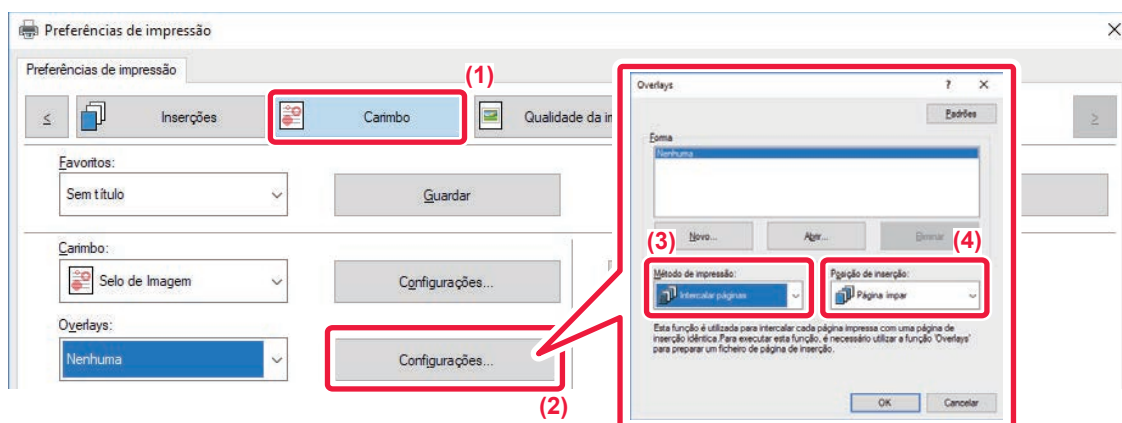 Preferências de impressão
Preferências de impressão
(1)
< Inserções
Carimbo
Qualidade da im
>
Favoritos:
Sem título
Guardar
Carimbo:
Selo de Imagem
Configurações...
Overlays:
Nenhuma
Configurações...
(2)
Overlays
?
Padrões
Forma
Nenhuma
Novo...
Abrir...
Eliminar
(3)
(4)
Método de impressão:
Intercalar páginas
Posição de inserção:
Página ímpar
Esta função é utilizada para intercalar cada página impressa com uma página de
inserção idêntica.Para executar esta função, é necessário utilizar a função 'Overlays'
para preparar um ficheiro de página de inserção.
OK
Cancelar